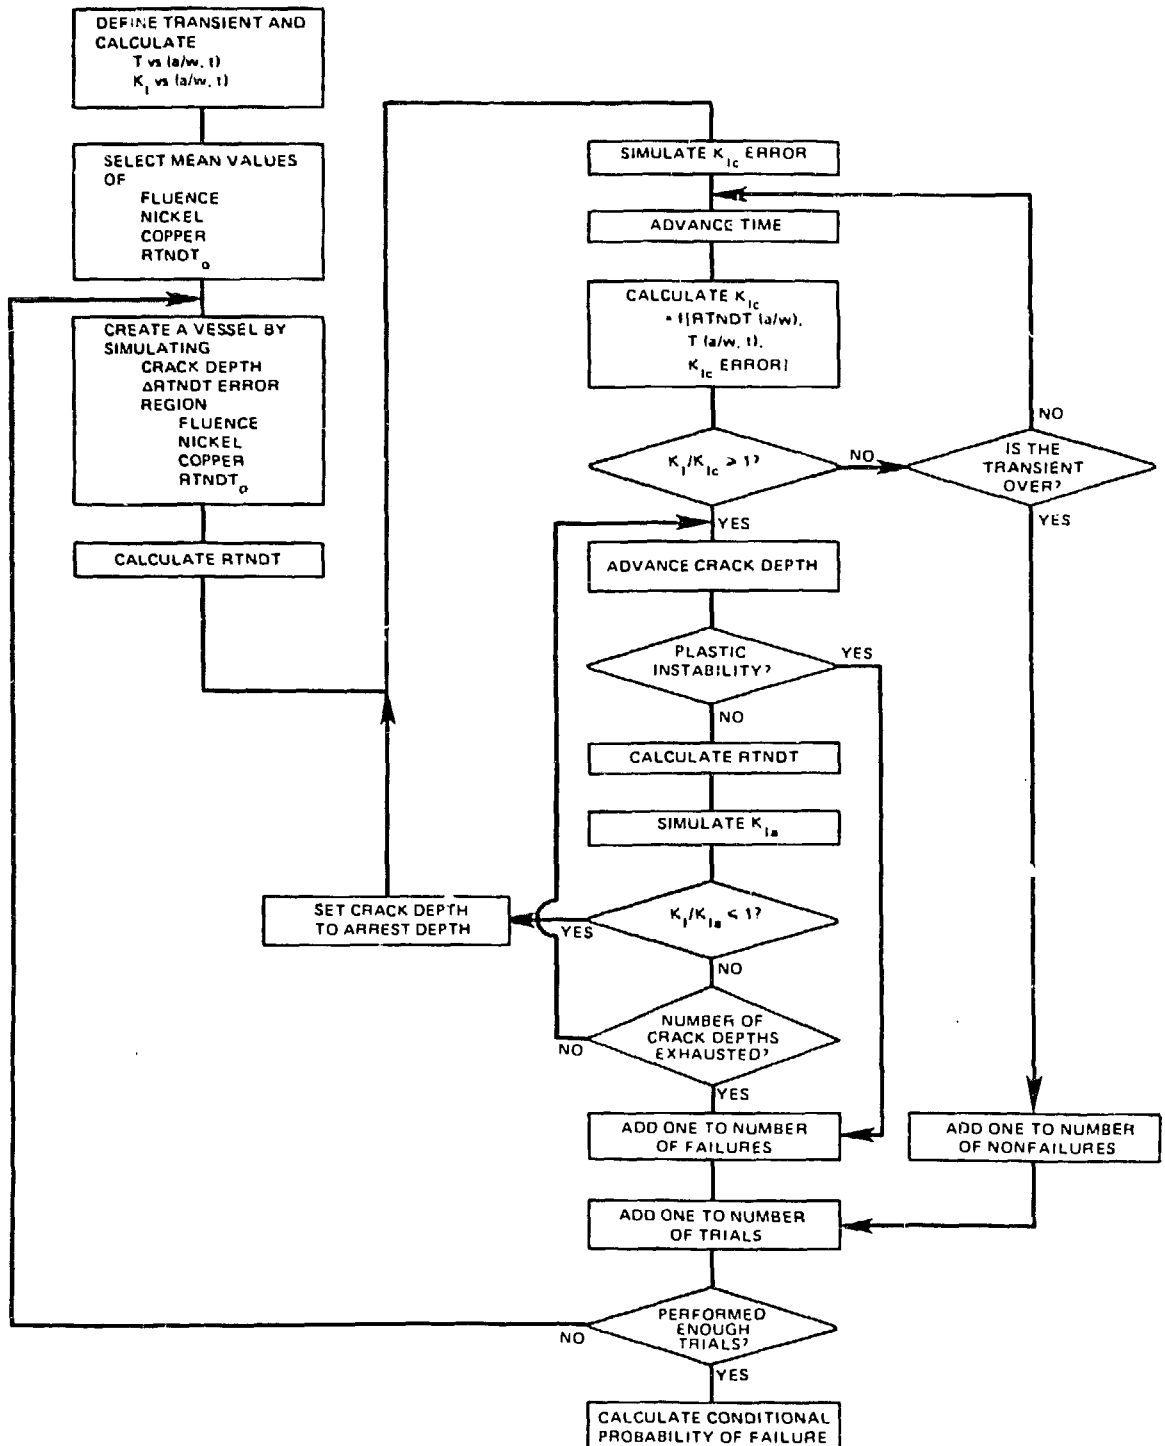 DEFINE TRANSIENT AND
CALCULATE
T vs (a/w, t)
K_I vs (a/w, t)
SELECT MEAN VALUES
OF
FLUENCE
NICKEL
COPPER
RTNDT_o
CREATE A VESSEL BY
SIMULATING
CRACK DEPTH
ΔRTNDT ERROR
REGION
FLUENCE
NICKEL
COPPER
RTNDT_o
CALCULATE RTNDT
SIMULATE K_Ic ERROR
ADVANCE TIME
CALCULATE K_Ic
= f[RTNDT (a/w),
T (a/w, t),
K_Ic ERROR]
K_I/K_Ic ≥ 1?
NO
YES
IS THE
TRANSIENT
OVER?
NO
YES
ADVANCE CRACK DEPTH
PLASTIC
INSTABILITY?
YES
NO
CALCULATE RTNDT
SIMULATE K_Ia
K_I/K_Ia ≤ 1?
YES
NO
SET CRACK DEPTH
TO ARREST DEPTH
NUMBER OF
CRACK DEPTHS
EXHAUSTED?
NO
YES
ADD ONE TO NUMBER
OF FAILURES
ADD ONE TO NUMBER
OF NONFAILURES
ADD ONE TO NUMBER
OF TRIALS
PERFORMED
ENOUGH
TRIALS?
NO
YES
CALCULATE CONDITIONAL
PROBABILITY OF FAILURE